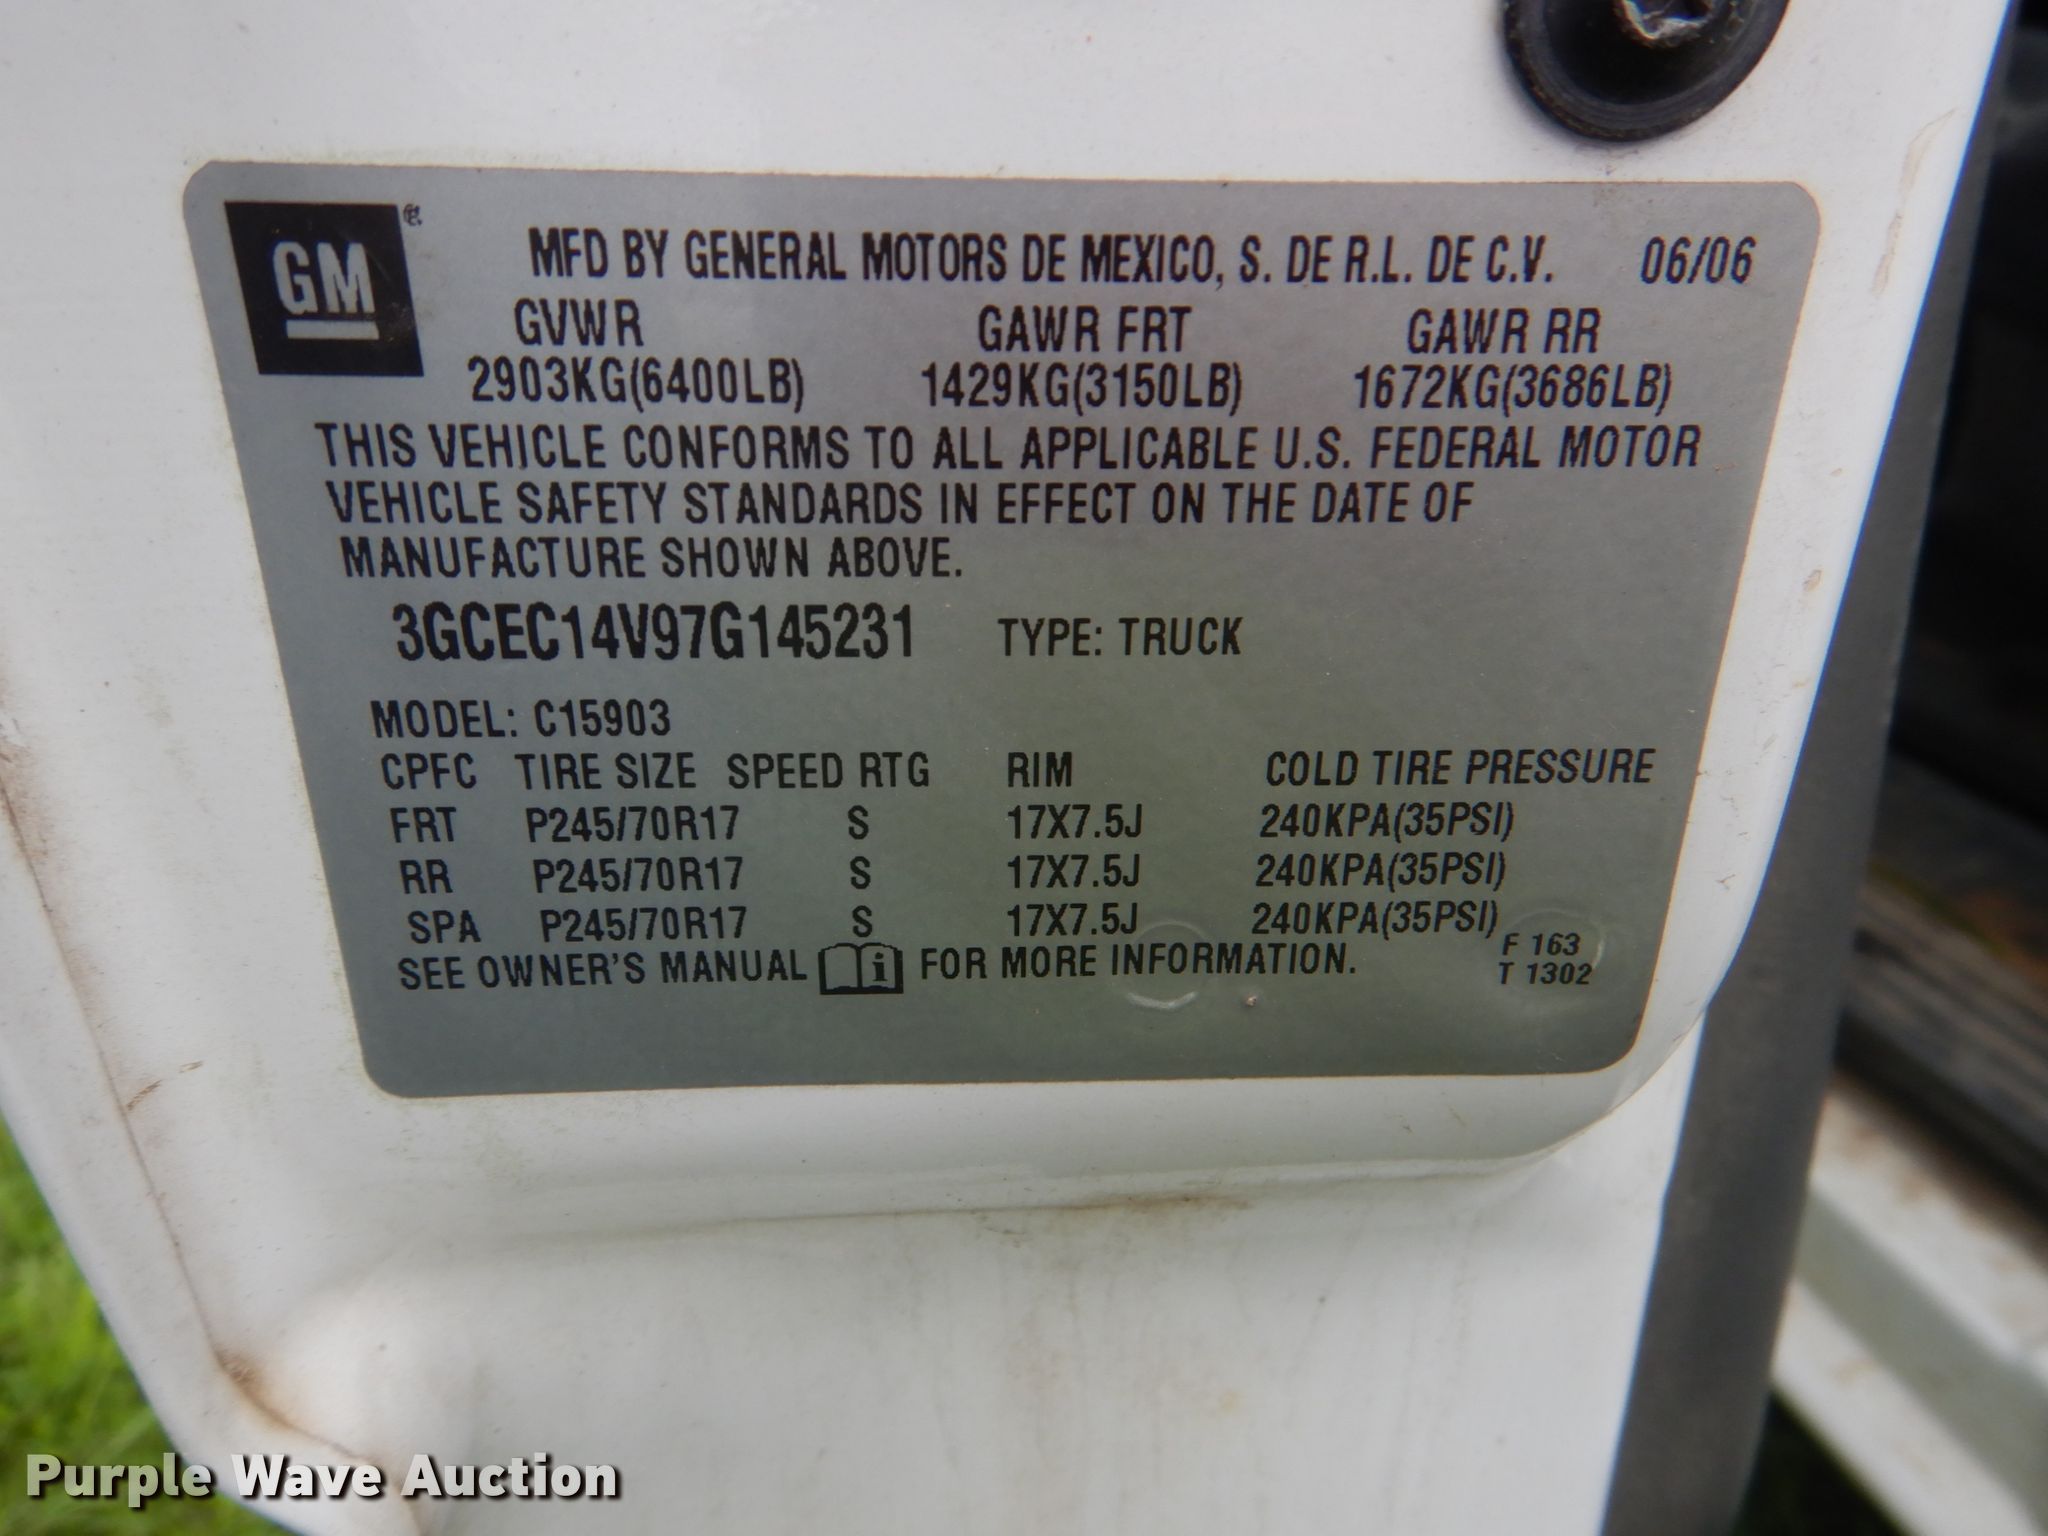 GM®
MFD BY GENERAL MOTORS DE MEXICO, S. DE R.L. DE C.V. 06/06
GVWR GAWR FRT GAWR RR
2903KG(6400LB) 1429KG(3150LB) 1672KG(3686LB)
THIS VEHICLE CONFORMS TO ALL APPLICABLE U.S. FEDERAL MOTOR
VEHICLE SAFETY STANDARDS IN EFFECT ON THE DATE OF
MANUFACTURE SHOWN ABOVE.
3GCEC14V97G145231 TYPE: TRUCK
MODEL: C15903
CPFC TIRE SIZE SPEED RTG RIM COLD TIRE PRESSURE
FRT P245/70R17 S 17X7.5J 240KPA(35PSI)
RR P245/70R17 S 17X7.5J 240KPA(35PSI)
SPA P245/70R17 S 17X7.5J 240KPA(35PSI)
SEE OWNER'S MANUAL i FOR MORE INFORMATION.
F 163
T 1302
Purple Wave Auction